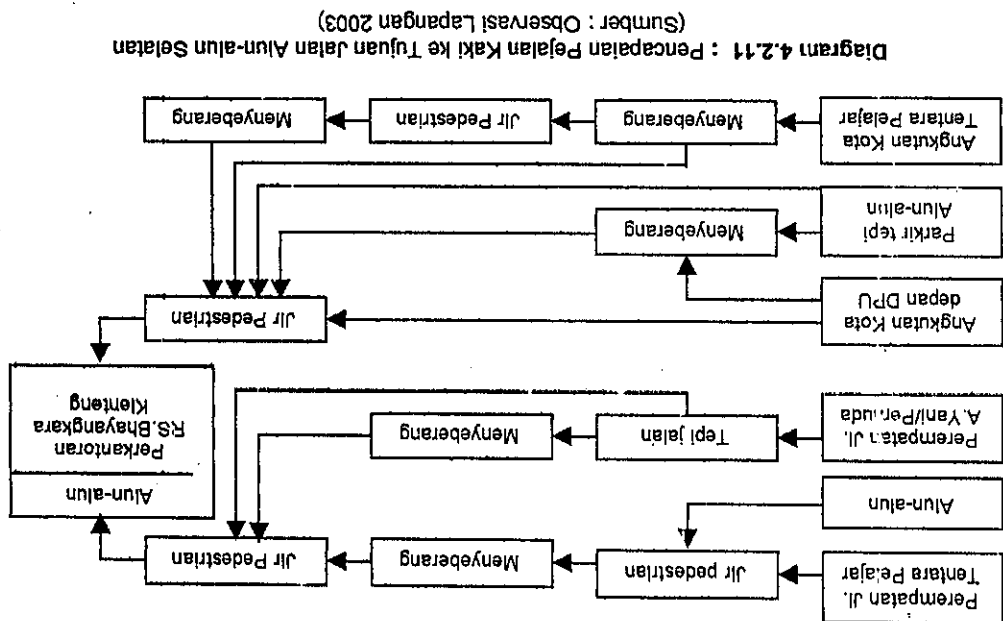 Perempatan Jl.
Tentara Pelajar
Jlr pedestrian
Menyeberang
Jlr Pedestrian
Alun-alun
Alun-alun
Perkantoran
RS.Bhayangkara
Klenteng
Perempatan Jl.
A.Yani/Pemuda
Tepi jalan
Menyeberang
Angkutan Kota
depan DPU
Jlr Pedestrian
Parkir tepi
Alun-alun
Menyeberang
Angkutan Kota
Tentara Pelajar
Menyeberang
Jlr Pedestrian
Menyeberang
Diagram 4.2.11 : Pencapaian Pejalan Kaki ke Tujuan Jalan Alun-alun Selatan
(Sumber : Observasi Lapangan 2003)